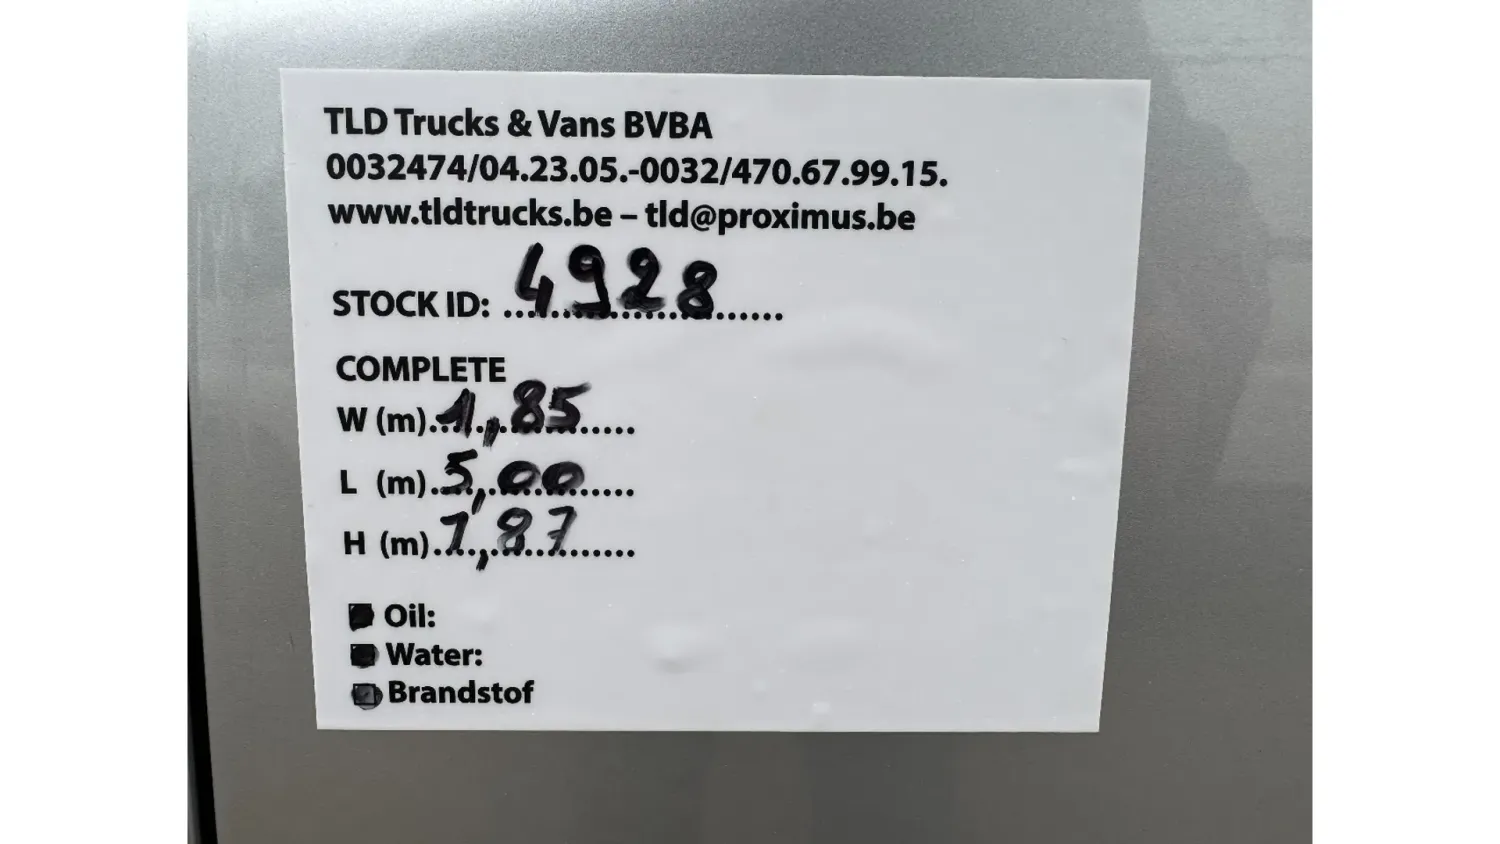 TLD Trucks & Vans BVBA
0032474/04.23.05.-0032/470.67.99.15.
www.tldtrucks.be – tld@proximus.be
STOCK ID: 4928
COMPLETE
W (m) 1,85
L (m) 5,00
H (m) 1,87
Oil:
Water:
Brandstof